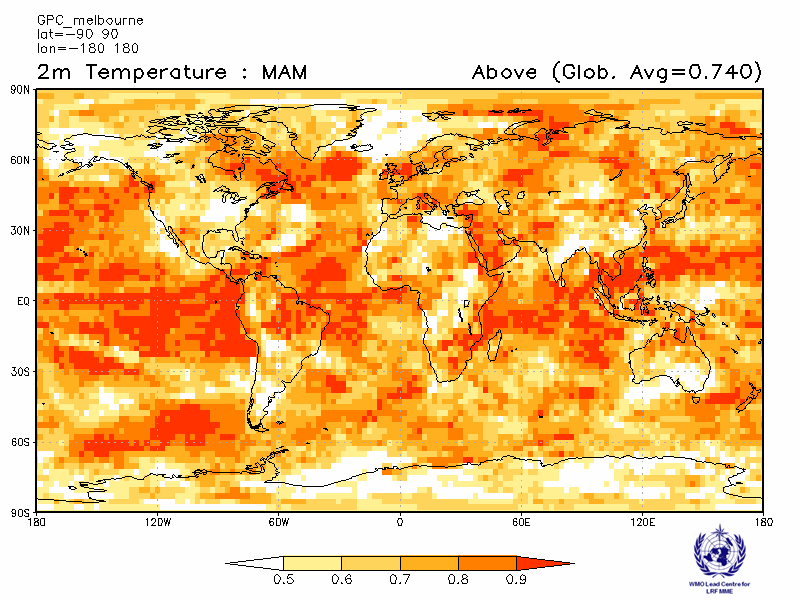 GPC_melbourne
lat=−90 90
lon=−180 180
2m Temperature : MAM Above (Glob. Avg=0.740)
90N
60N
30N
EQ
30S
60S
90S
180 120W 60W 0 60E 120E 180
0.5 0.6 0.7 0.8 0.9
WMO Lead Centre for
LRF MME